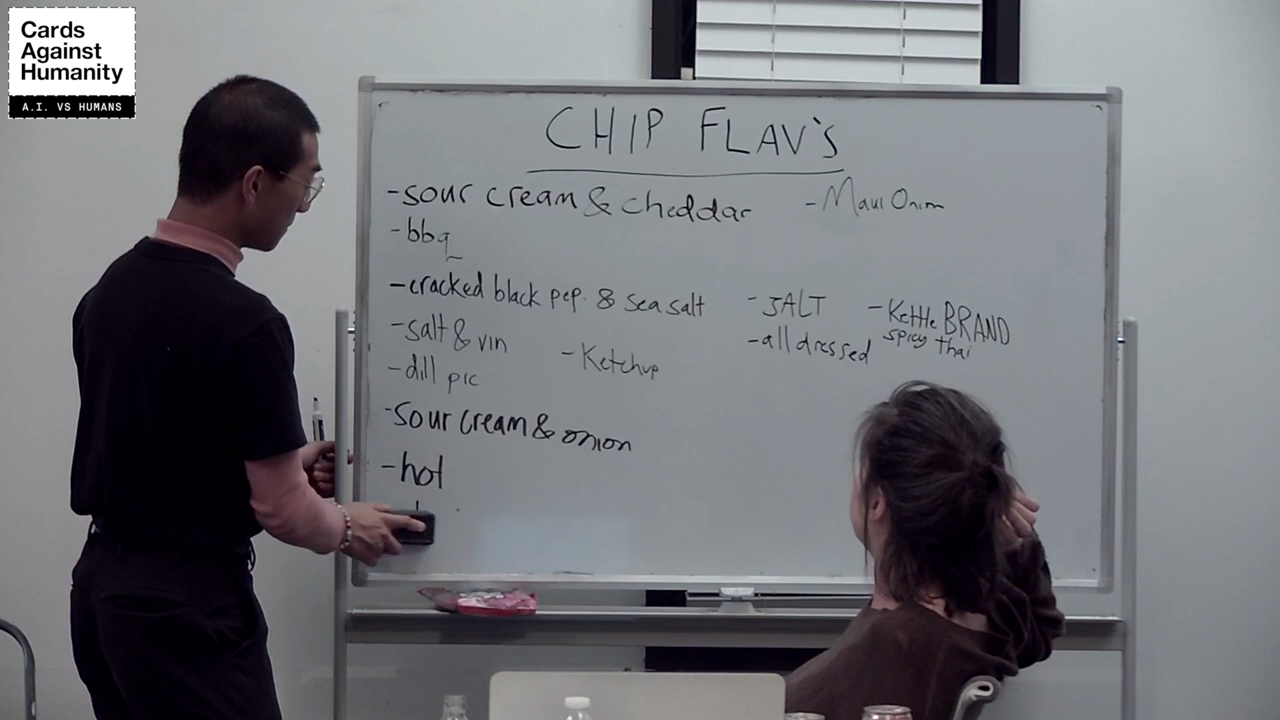 Cards
Against
Humanity
A.I. VS HUMANS
CHIP FLAV'S
-sour cream & cheddar
-Maui Onion
-bbq
-cracked black pep. & sea salt
-SALT
-Kettle BRAND
spicy thai
-salt & vin
-Ketchup
-all dressed
-dill pic
-sour cream & onion
-hot